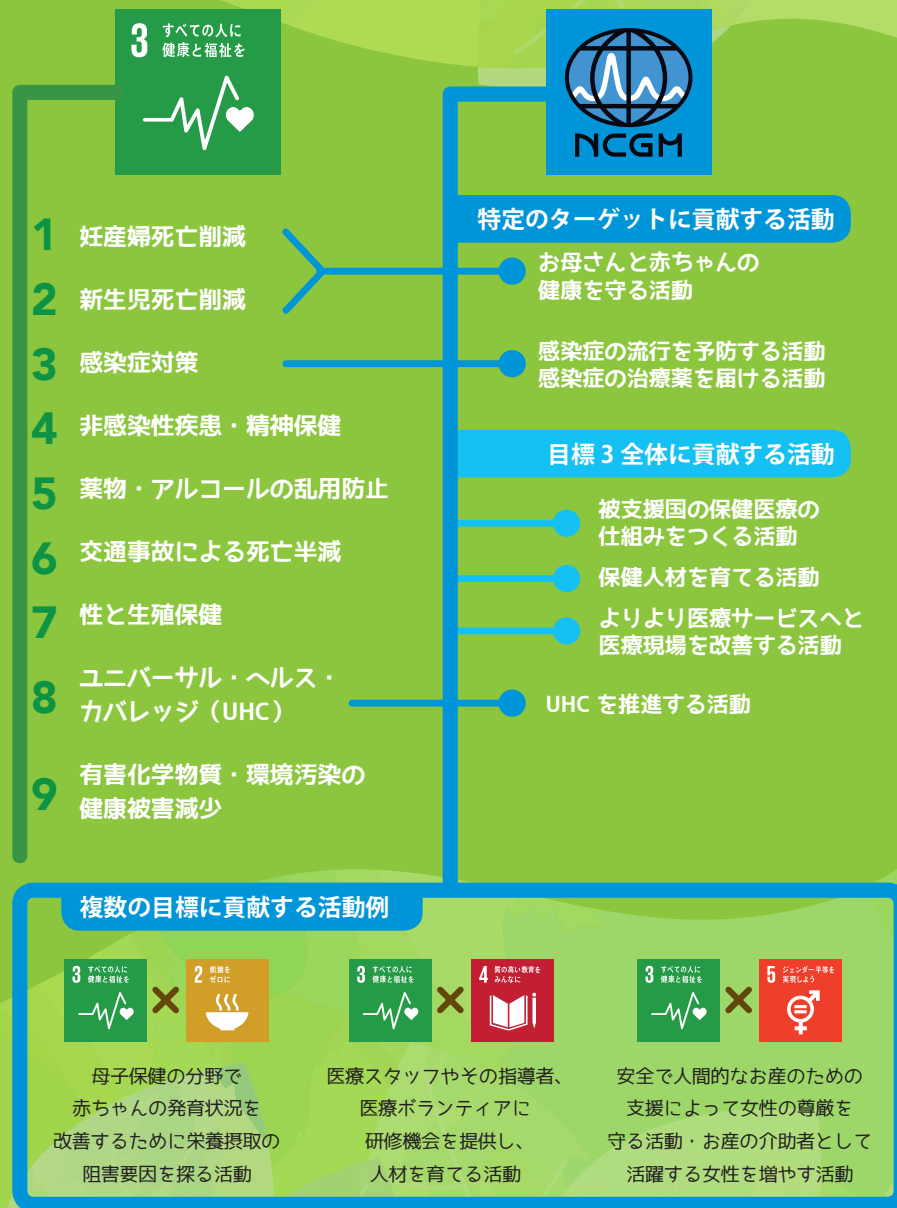 3 すべての人に
健康と福祉を
NCGM
1 妊産婦死亡削減
2 新生児死亡削減
3 感染症対策
4 非感染性疾患・精神保健
5 薬物・アルコールの乱用防止
6 交通事故による死亡半減
7 性と生殖保健
8 ユニバーサル・ヘルス・
カバレッジ（UHC）
9 有害化学物質・環境汚染の
健康被害減少
特定のターゲットに貢献する活動
お母さんと赤ちゃんの
健康を守る活動
感染症の流行を予防する活動
感染症の治療薬を届ける活動
目標 3 全体に貢献する活動
被支援国の保健医療の
仕組みをつくる活動
保健人材を育てる活動
よりより医療サービスへと
医療現場を改善する活動
UHC を推進する活動
複数の目標に貢献する活動例
3 すべての人に
健康と福祉を
2 飢餓を
ゼロに
母子保健の分野で
赤ちゃんの発育状況を
改善するために栄養摂取の
阻害要因を探る活動
3 すべての人に
健康と福祉を
4 質の高い教育を
みんなに
医療スタッフやその指導者、
医療ボランティアに
研修機会を提供し、
人材を育てる活動
3 すべての人に
健康と福祉を
5 ジェンダー平等を
実現しよう
安全で人間的なお産のための
支援によって女性の尊厳を
守る活動・お産の介助者として
活躍する女性を増やす活動